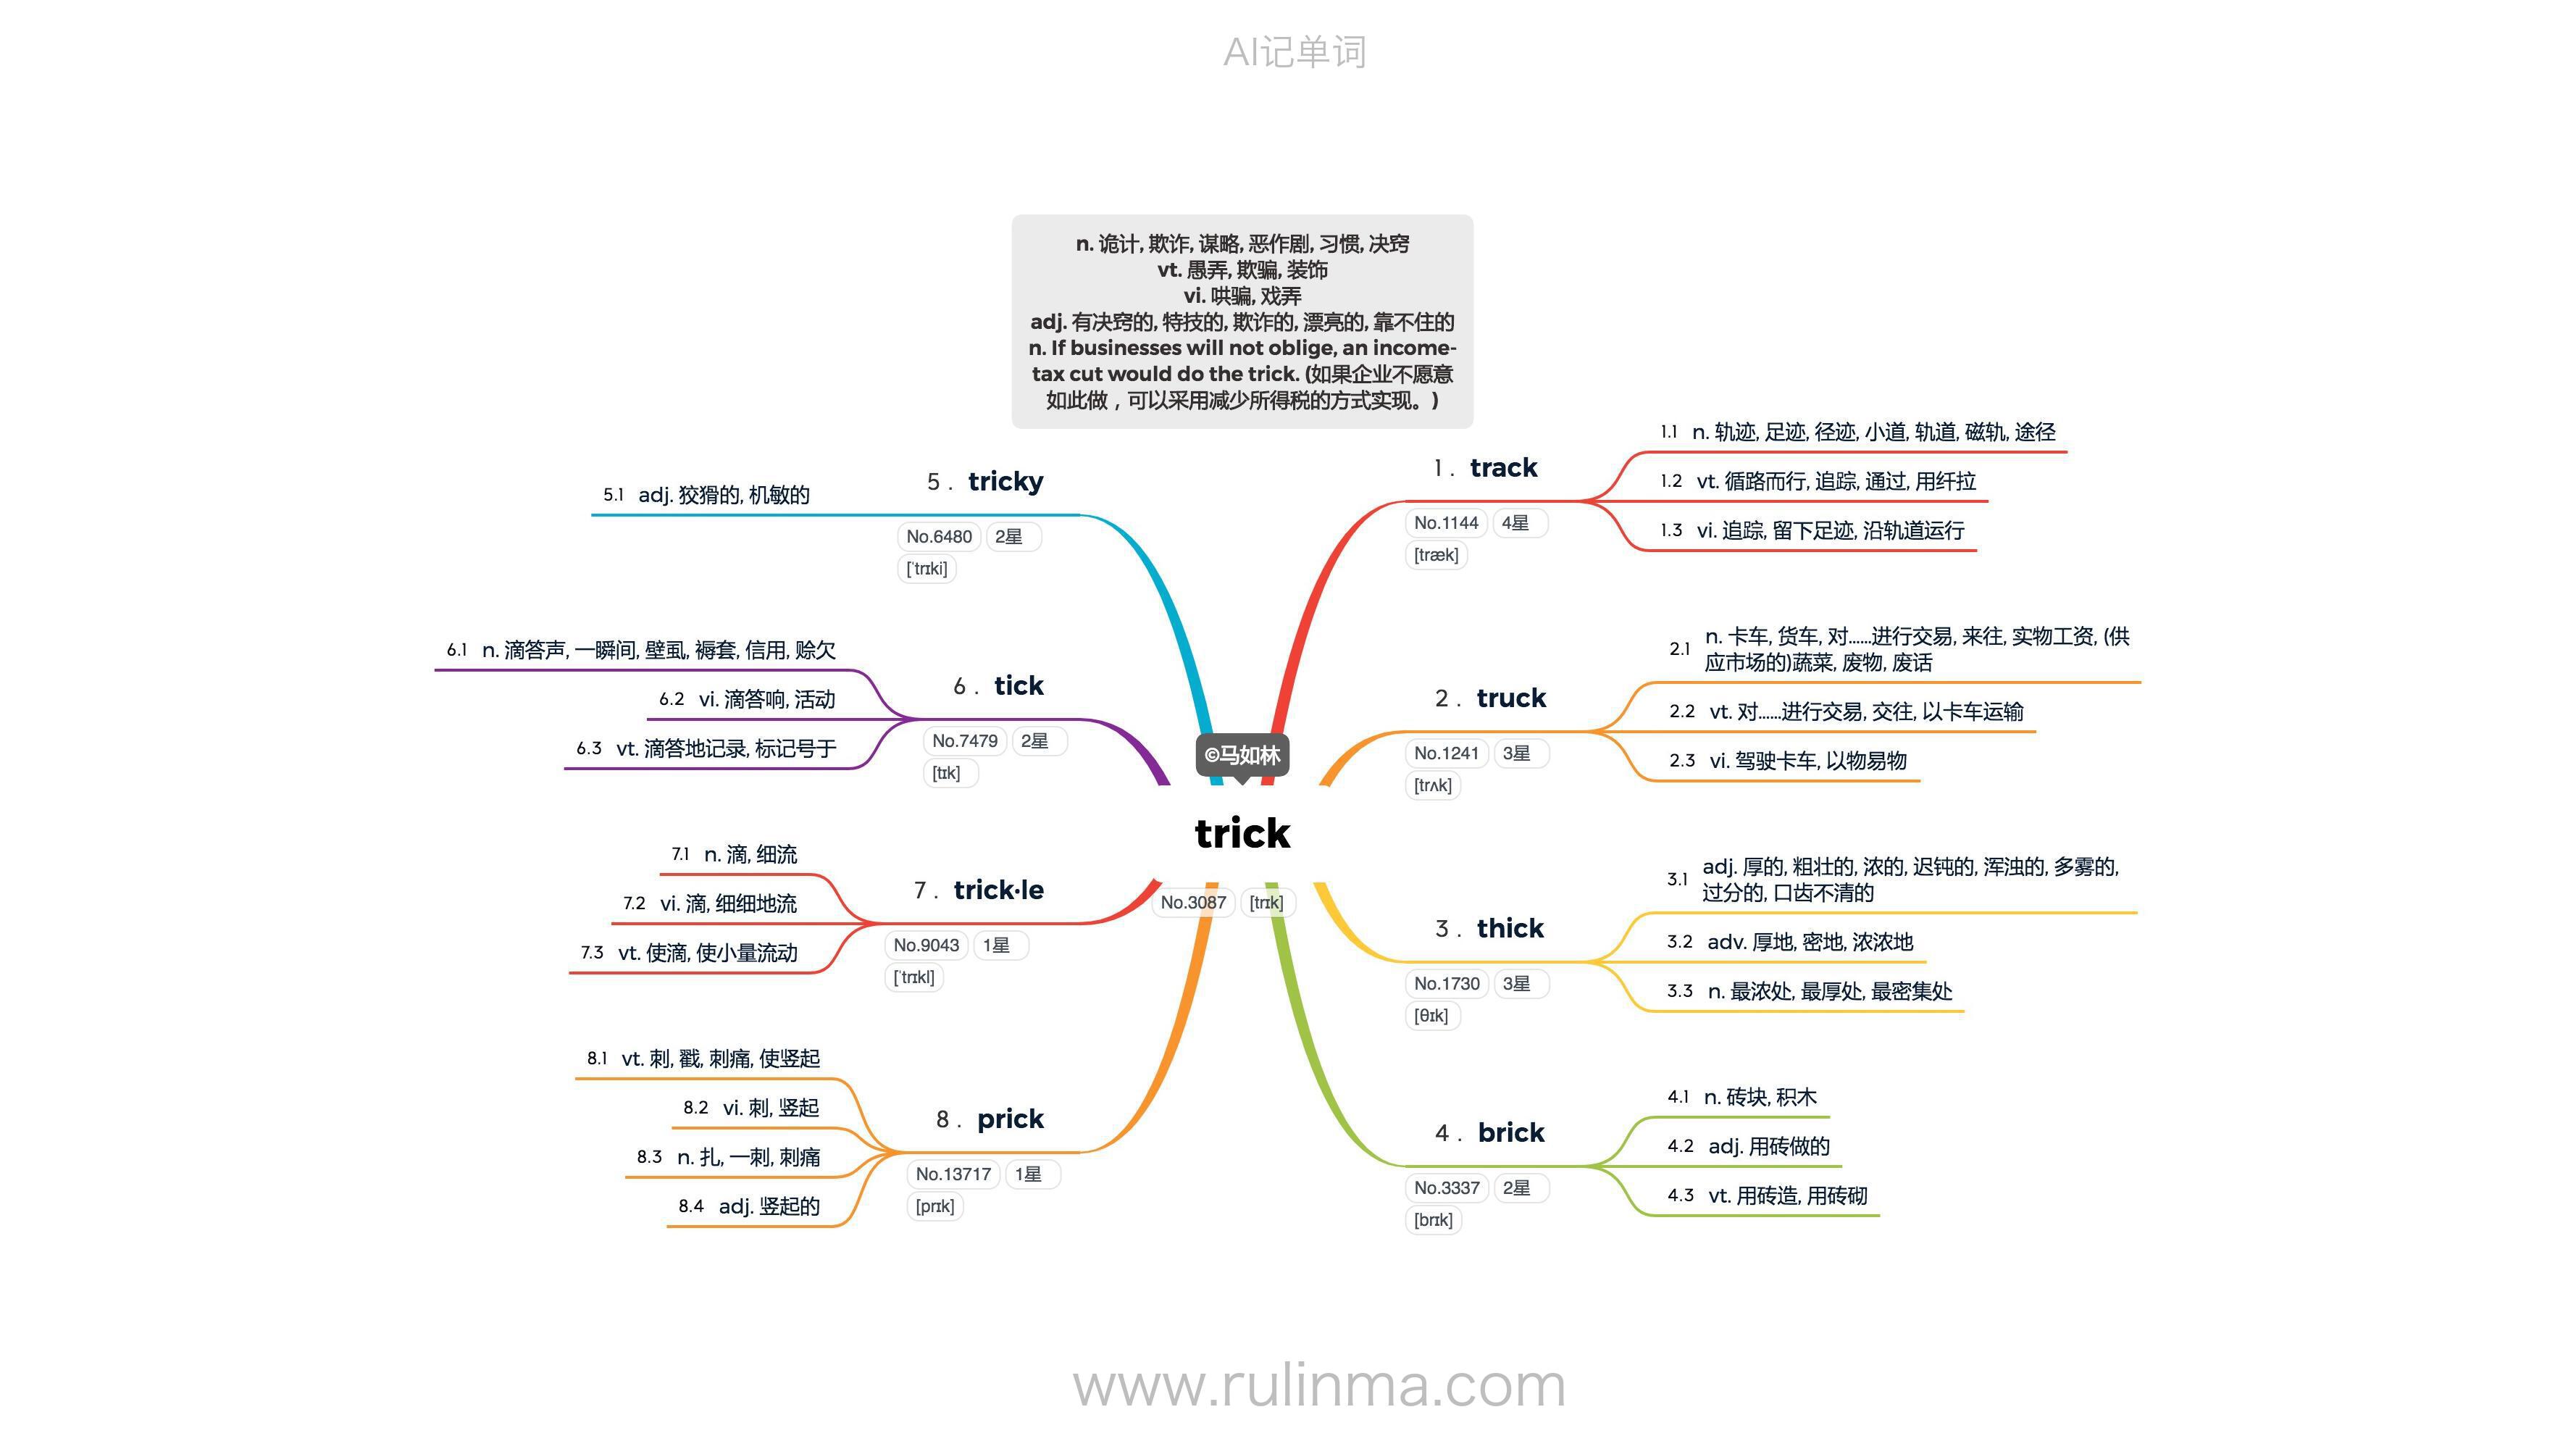 AI记单词
n. 诡计, 欺诈, 谋略, 恶作剧, 习惯, 决窍
vt. 愚弄, 欺骗, 装饰
vi. 哄骗, 戏弄
adj. 有决窍的, 特技的, 欺诈的, 漂亮的, 靠不住的
n. If businesses will not oblige, an income-
tax cut would do the trick. (如果企业不愿意
如此做，可以采用减少所得税的方式实现。)
©马如林
trick
No.3087 [trɪk]
1. track
No.1144 4星
[træk]
1.1 n. 轨迹, 足迹, 径迹, 小道, 轨道, 磁轨, 途径
1.2 vt. 循路而行, 追踪, 通过, 用纤拉
1.3 vi. 追踪, 留下足迹, 沿轨道运行
2. truck
No.1241 3星
[trʌk]
2.1 n. 卡车, 货车, 对......进行交易, 来往, 实物工资, (供
应市场的)蔬菜, 废物, 废话
2.2 vt. 对......进行交易, 交往, 以卡车运输
2.3 vi. 驾驶卡车, 以物易物
3. thick
No.1730 3星
[θɪk]
3.1 adj. 厚的, 粗壮的, 浓的, 迟钝的, 浑浊的, 多雾的,
过分的, 口齿不清的
3.2 adv. 厚地, 密地, 浓浓地
3.3 n. 最浓处, 最厚处, 最密集处
4. brick
No.3337 2星
[brɪk]
4.1 n. 砖块, 积木
4.2 adj. 用砖做的
4.3 vt. 用砖造, 用砖砌
5. tricky
No.6480 2星
[ˈtrɪki]
5.1 adj. 狡猾的, 机敏的
6. tick
No.7479 2星
[tɪk]
6.1 n. 滴答声, 一瞬间, 壁虱, 褥套, 信用, 赊欠
6.2 vi. 滴答响, 活动
6.3 vt. 滴答地记录, 标记号于
7. trick·le
No.9043 1星
[ˈtrɪkl]
7.1 n. 滴, 细流
7.2 vi. 滴, 细细地流
7.3 vt. 使滴, 使小量流动
8. prick
No.13717 1星
[prɪk]
8.1 vt. 刺, 戳, 刺痛, 使竖起
8.2 vi. 刺, 竖起
8.3 n. 扎, 一刺, 刺痛
8.4 adj. 竖起的
www.rulinma.com